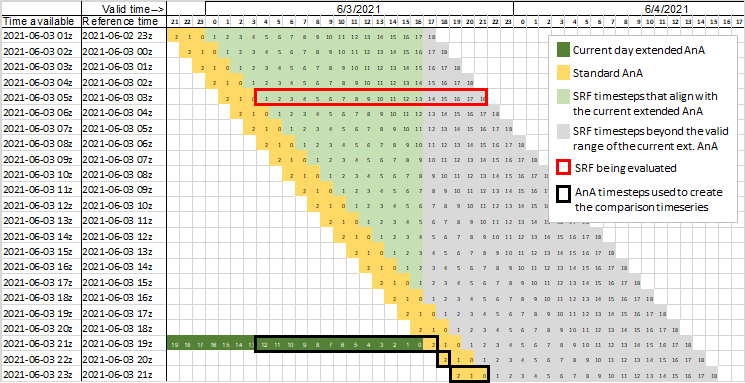 Valid time--> 6/3/2021 6/4/2021
Time available Reference time 21 22 23 0 1 2 3 4 5 6 7 8 9 10 11 12 13 14 15 16 17 18 19 20 21 22 23 0 1 2 3 4 5 6 7 8 9 10 11 12 13 14 15 16 17
2021-06-03 01z 2021-06-02 23z 2 1 0 1 2 3 4 5 6 7 8 9 10 11 12 13 14 15 16 17 18
2021-06-03 02z 2021-06-03 00z 2 1 0 1 2 3 4 5 6 7 8 9 10 11 12 13 14 15 16 17 18
2021-06-03 03z 2021-06-03 01z 2 1 0 1 2 3 4 5 6 7 8 9 10 11 12 13 14 15 16 17 18
2021-06-03 04z 2021-06-03 02z 2 1 0 1 2 3 4 5 6 7 8 9 10 11 12 13 14 15 16 17 18
2021-06-03 05z 2021-06-03 03z 2 1 0 1 2 3 4 5 6 7 8 9 10 11 12 13 14 15 16 17 18
2021-06-03 06z 2021-06-03 04z 2 1 0 1 2 3 4 5 6 7 8 9 10 11 12 13 14 15 16 17 18
2021-06-03 07z 2021-06-03 05z 2 1 0 1 2 3 4 5 6 7 8 9 10 11 12 13 14 15 16 17 18
2021-06-03 08z 2021-06-03 06z 2 1 0 1 2 3 4 5 6 7 8 9 10 11 12 13 14 15 16 17 18
2021-06-03 09z 2021-06-03 07z 2 1 0 1 2 3 4 5 6 7 8 9 10 11 12 13 14 15 16 17 18
2021-06-03 10z 2021-06-03 08z 2 1 0 1 2 3 4 5 6 7 8 9 10 11 12 13 14 15 16 17
2021-06-03 11z 2021-06-03 09z 2 1 0 1 2 3 4 5 6 7 8 9 10 11 12 13 14 15 16
2021-06-03 12z 2021-06-03 10z 2 1 0 1 2 3 4 5 6 7 8 9 10 11 12 13 14 15
2021-06-03 13z 2021-06-03 11z 2 1 0 1 2 3 4 5 6 7 8 9 10 11 12 13 14
2021-06-03 14z 2021-06-03 12z 2 1 0 1 2 3 4 5 6 7 8 9 10 11 12 13 14 15 16 17 18
2021-06-03 15z 2021-06-03 13z 2 1 0 1 2 3 4 5 6 7 8 9 10 11 12 13 14 15 16 17 18
2021-06-03 16z 2021-06-03 14z 2 1 0 1 2 3 4 5 6 7 8 9 10 11 12 13 14 15 16 17 18
2021-06-03 17z 2021-06-03 15z 2 1 0 1 2 3 4 5 6 7 8 9 10 11 12 13 14 15 16 17 18
2021-06-03 18z 2021-06-03 16z 2 1 0 1 2 3 4 5 6 7 8 9 10 11 12 13 14 15 16 17 18
2021-06-03 19z 2021-06-03 17z 2 1 0 1 2 3 4 5 6 7 8 9 10 11 12 13 14 15 16 17 18
2021-06-03 20z 2021-06-03 18z 2 1 0 1 2 3 4 5 6 7 8 9 10 11 12 13 14 15 16 17 18
2021-06-03 21z 2021-06-03 19z 19 18 17 16 15 14 13 12 11 10 9 8 7 6 5 4 3 2 1 0 2 1 0 1 2 3 4 5 6 7 8 9 10 11 12 13 14 15 16 17 18
2021-06-03 22z 2021-06-03 20z 2 1 0 1 2 3 4 5 6 7 8 9 10 11 12 13 14 15 16 17 18
2021-06-03 23z 2021-06-03 21z 2 1 0 1 2 3 4 5 6 7 8 9 10 11 12 13 14 15 16 17 18
Current day extended AnA
Standard AnA
SRF timesteps that align with
the current extended AnA
SRF timesteps beyond the valid
range of the current ext. AnA
SRF being evaluated
AnA timesteps used to create
the comparison timeseries